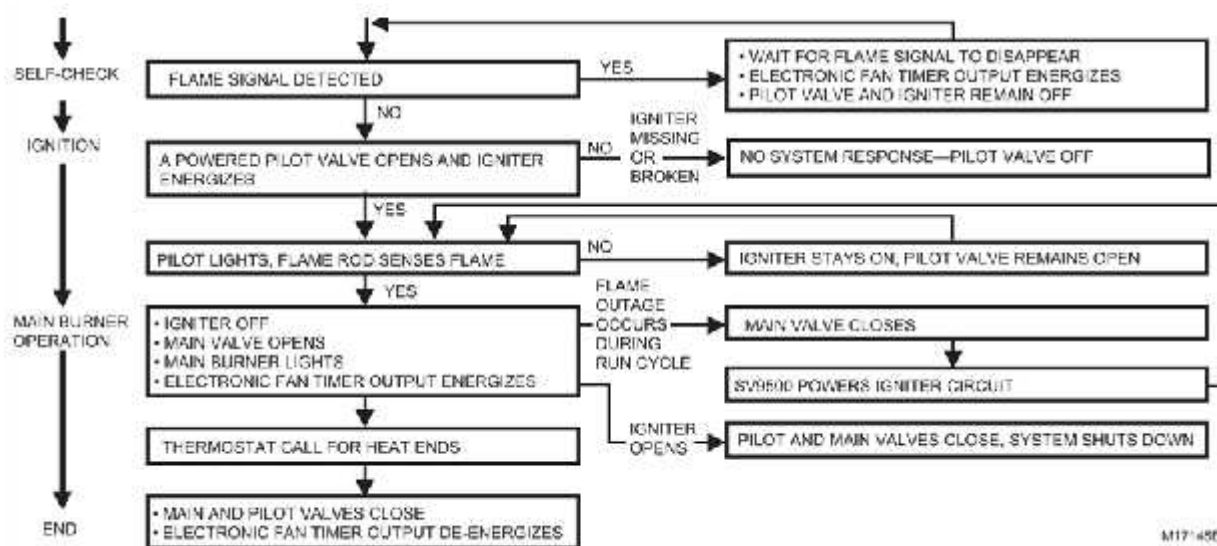 SELF-CHECK
FLAME SIGNAL DETECTED
YES
• WAIT FOR FLAME SIGNAL TO DISAPPEAR
• ELECTRONIC FAN TIMER OUTPUT ENERGIZES
• PILOT VALVE AND IGNITER REMAIN OFF
NO
IGNITION
A POWERED PILOT VALVE OPENS AND IGNITER
ENERGIZES
NO
IGNITER
MISSING
OR
BROKEN
NO SYSTEM RESPONSE—PILOT VALVE OFF
YES
PILOT LIGHTS, FLAME ROD SENSES FLAME
NO
IGNITER STAYS ON, PILOT VALVE REMAINS OPEN
YES
MAIN BURNER
OPERATION
• IGNITER OFF
• MAIN VALVE OPENS
• MAIN BURNER LIGHTS
• ELECTRONIC FAN TIMER OUTPUT ENERGIZES
FLAME
OUTAGE
OCCURS
DURING
RUN CYCLE
MAIN VALVE CLOSES
SV9500 POWERS IGNITER CIRCUIT
IGNITER
OPENS
PILOT AND MAIN VALVES CLOSE, SYSTEM SHUTS DOWN
THERMOSTAT CALL FOR HEAT ENDS
END
• MAIN AND PILOT VALVES CLOSE
• ELECTRONIC FAN TIMER OUTPUT DE-ENERGIZES